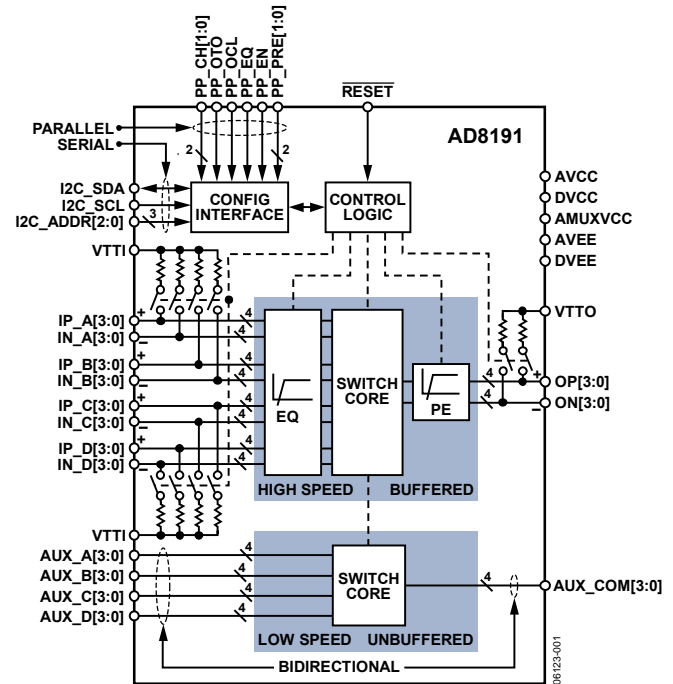 PP_CH[1:0]
PP_OTO
PP_OCL
PP_EQ
PP_EN
PP_PRE[1:0]
RESET
PARALLEL
SERIAL
AD8191
2
2
I2C_SDA
I2C_SCL
I2C_ADDR[2:0]
3
CONFIG
INTERFACE
CONTROL
LOGIC
AVCC
DVCC
AMUXVCC
AVEE
DVEE
VTTI
VTTO
+
IP_A[3:0]
4
IN_A[3:0]
–
4
+
IP_B[3:0]
4
IN_B[3:0]
–
4
+
IP_C[3:0]
4
IN_C[3:0]
–
4
+
IP_D[3:0]
4
IN_D[3:0]
–
4
EQ
SWITCH
CORE
PE
4
+
OP[3:0]
4
–
ON[3:0]
HIGH SPEED
BUFFERED
VTTI
AUX_A[3:0]
4
AUX_B[3:0]
4
AUX_C[3:0]
4
AUX_D[3:0]
4
SWITCH
CORE
4
AUX_COM[3:0]
LOW SPEED
UNBUFFERED
BIDIRECTIONAL
06123-001